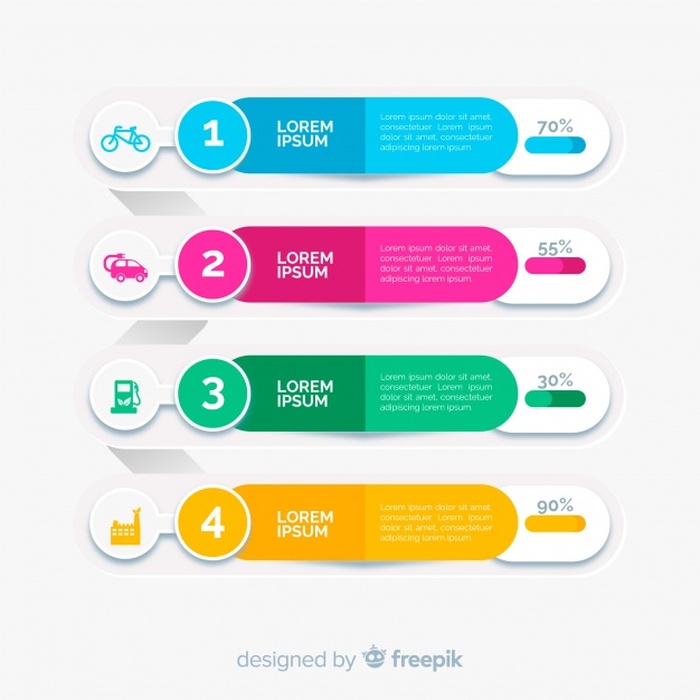 1
LOREM
IPSUM
Lorem ipsum dolor sit amet,
consectetuer Lorem ipsum
dolor sit amet, consectetuer
adipiscing lorem ipsum.
70%
2
LOREM
IPSUM
Lorem ipsum dolor sit amet,
consectetuer Lorem ipsum
dolor sit amet, consectetuer
adipiscing lorem ipsum.
55%
3
LOREM
IPSUM
Lorem ipsum dolor sit amet,
consectetuer Lorem ipsum
dolor sit amet, consectetuer
adipiscing lorem ipsum.
30%
4
LOREM
IPSUM
Lorem ipsum dolor sit amet,
consectetuer Lorem ipsum
dolor sit amet, consectetuer
adipiscing lorem ipsum.
90%
designed by freepik